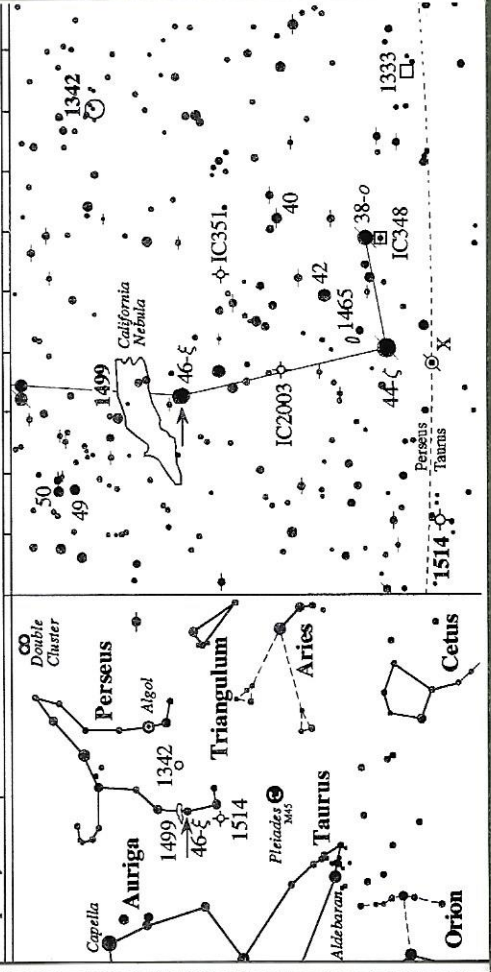 Double
Cluster
Capella
Perseus
Auriga
Algol
1342
1499
46-ξ
Triangulum
1514
Pleiades
M45
Aries
Taurus
Aldebaran
Cetus
Orion
50
49
1342
1499
California
Nebula
46-ξ
IC351
IC2003
40
42
1465
38-o
1333
44-ζ
IC348
Perseus
Taurus
X
1514